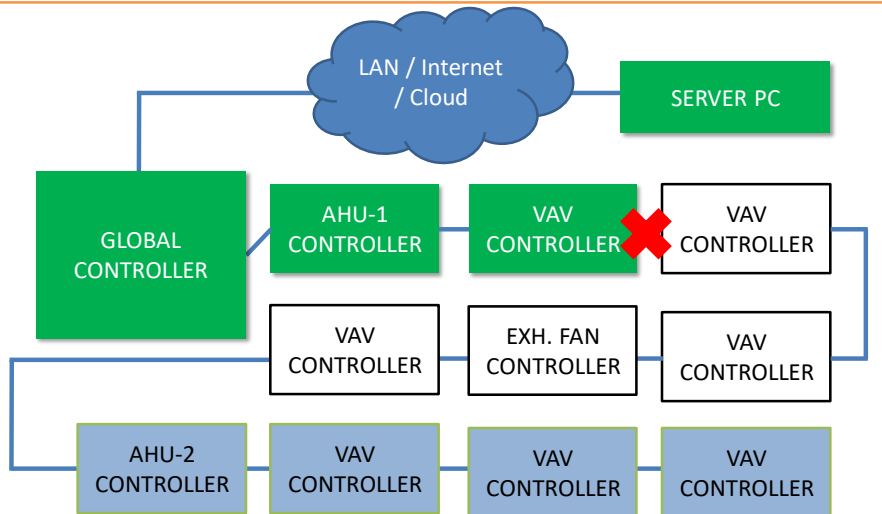 LAN / Internet
/ Cloud
SERVER PC
GLOBAL
CONTROLLER
AHU-1
CONTROLLER
VAV
CONTROLLER
VAV
CONTROLLER
VAV
CONTROLLER
EXH. FAN
CONTROLLER
VAV
CONTROLLER
AHU-2
CONTROLLER
VAV
CONTROLLER
VAV
CONTROLLER
VAV
CONTROLLER